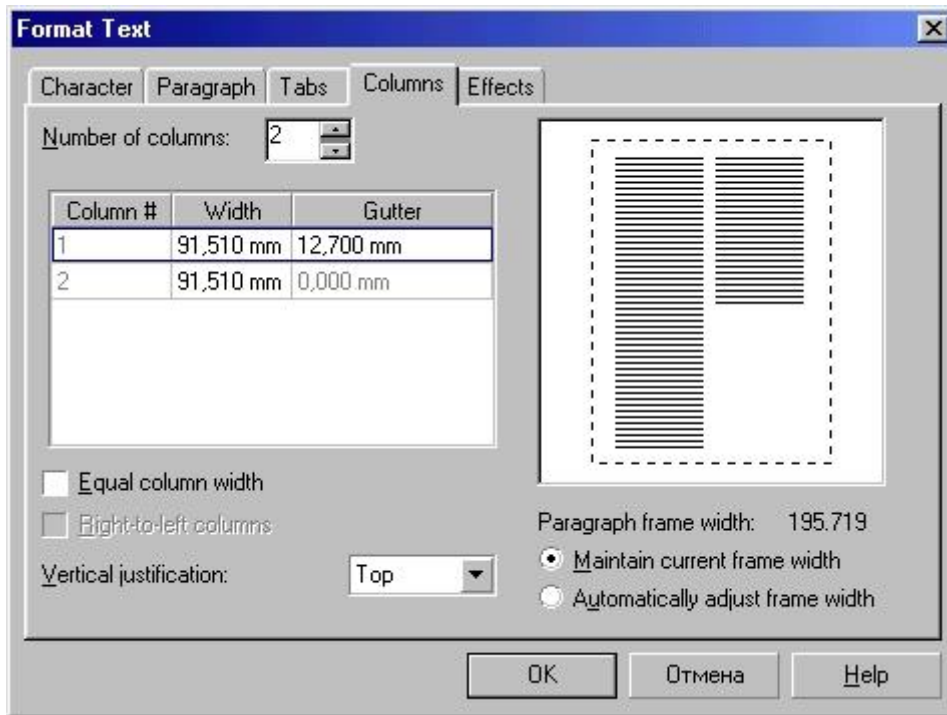 Format Text
Character Paragraph Tabs Columns Effects
Number of columns: 2
Column # Width Gutter
1 91,510 mm 12,700 mm
2 91,510 mm 0,000 mm
Equal column width
Right-to-left columns
Vertical justification: Top
Paragraph frame width: 195.719
Maintain current frame width
Automatically adjust frame width
OK Отмена Help